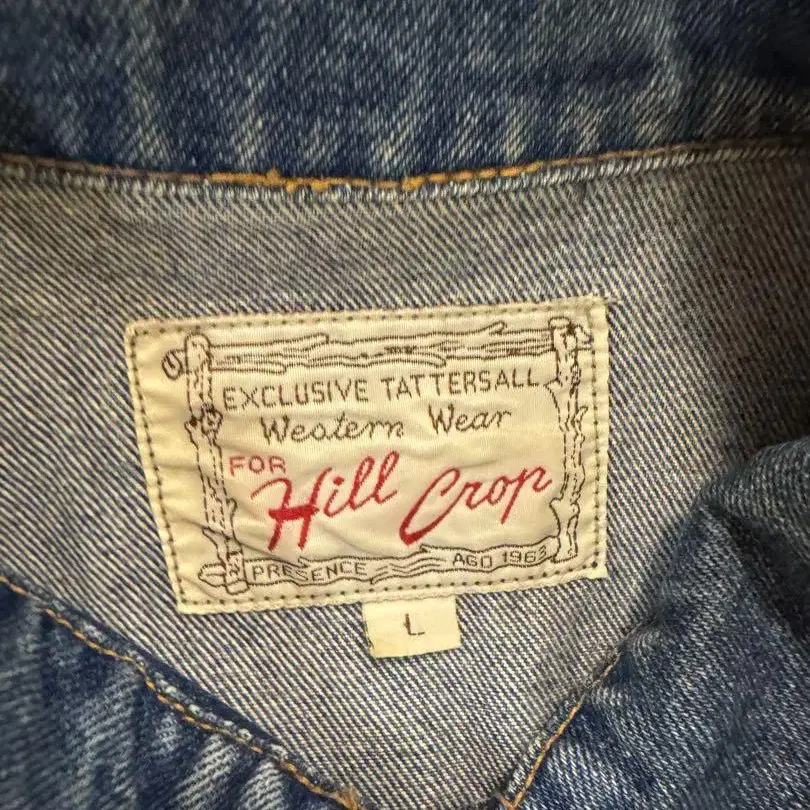 EXCLUSIVE TATTERSALL
Western Wear
FOR
Hill Crop
PRESENCE AGO 1963
L